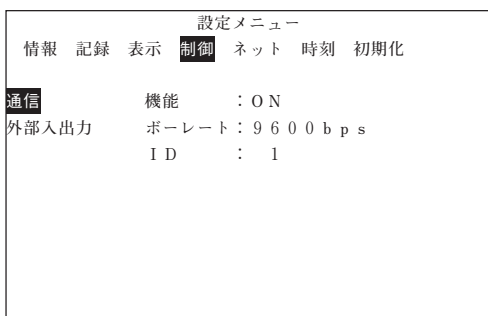 設定メニュー
情報 記録 表示 制御 ネット 時刻 初期化
通信 機能 :ON
外部入出力 ボーレート:9600bps
ID : 1